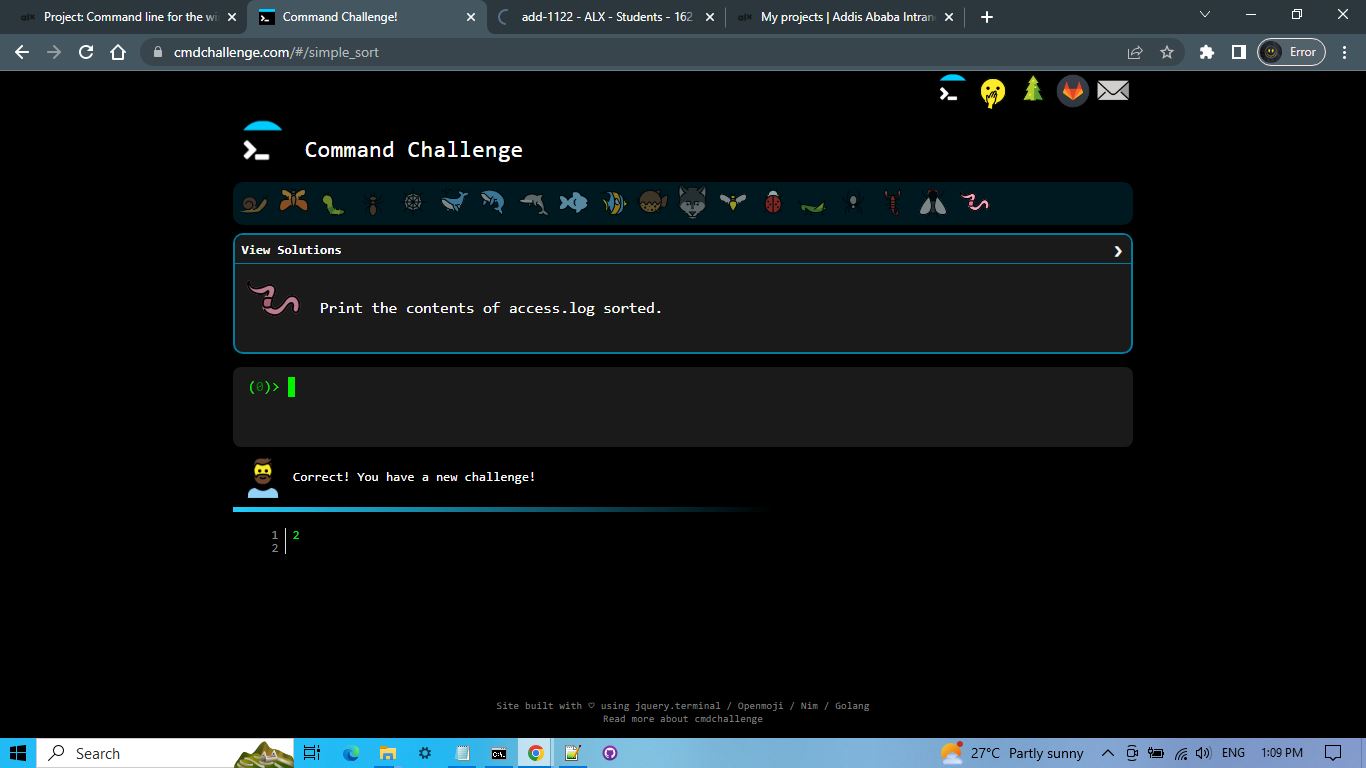 alx Project: Command line for the wi
Command Challenge!
add-1122 - ALX - Students - 162
alx My projects | Addis Ababa Intran
cmdchallenge.com/#/simple_sort
Error
Command Challenge
View Solutions
Print the contents of access.log sorted.
(0)>
Correct! You have a new challenge!
1 2
2
Site built with ♡ using jquery.terminal / Openmoji / Nim / Golang
Read more about cmdchallenge
Search
27°C Partly sunny
ENG
1:09 PM